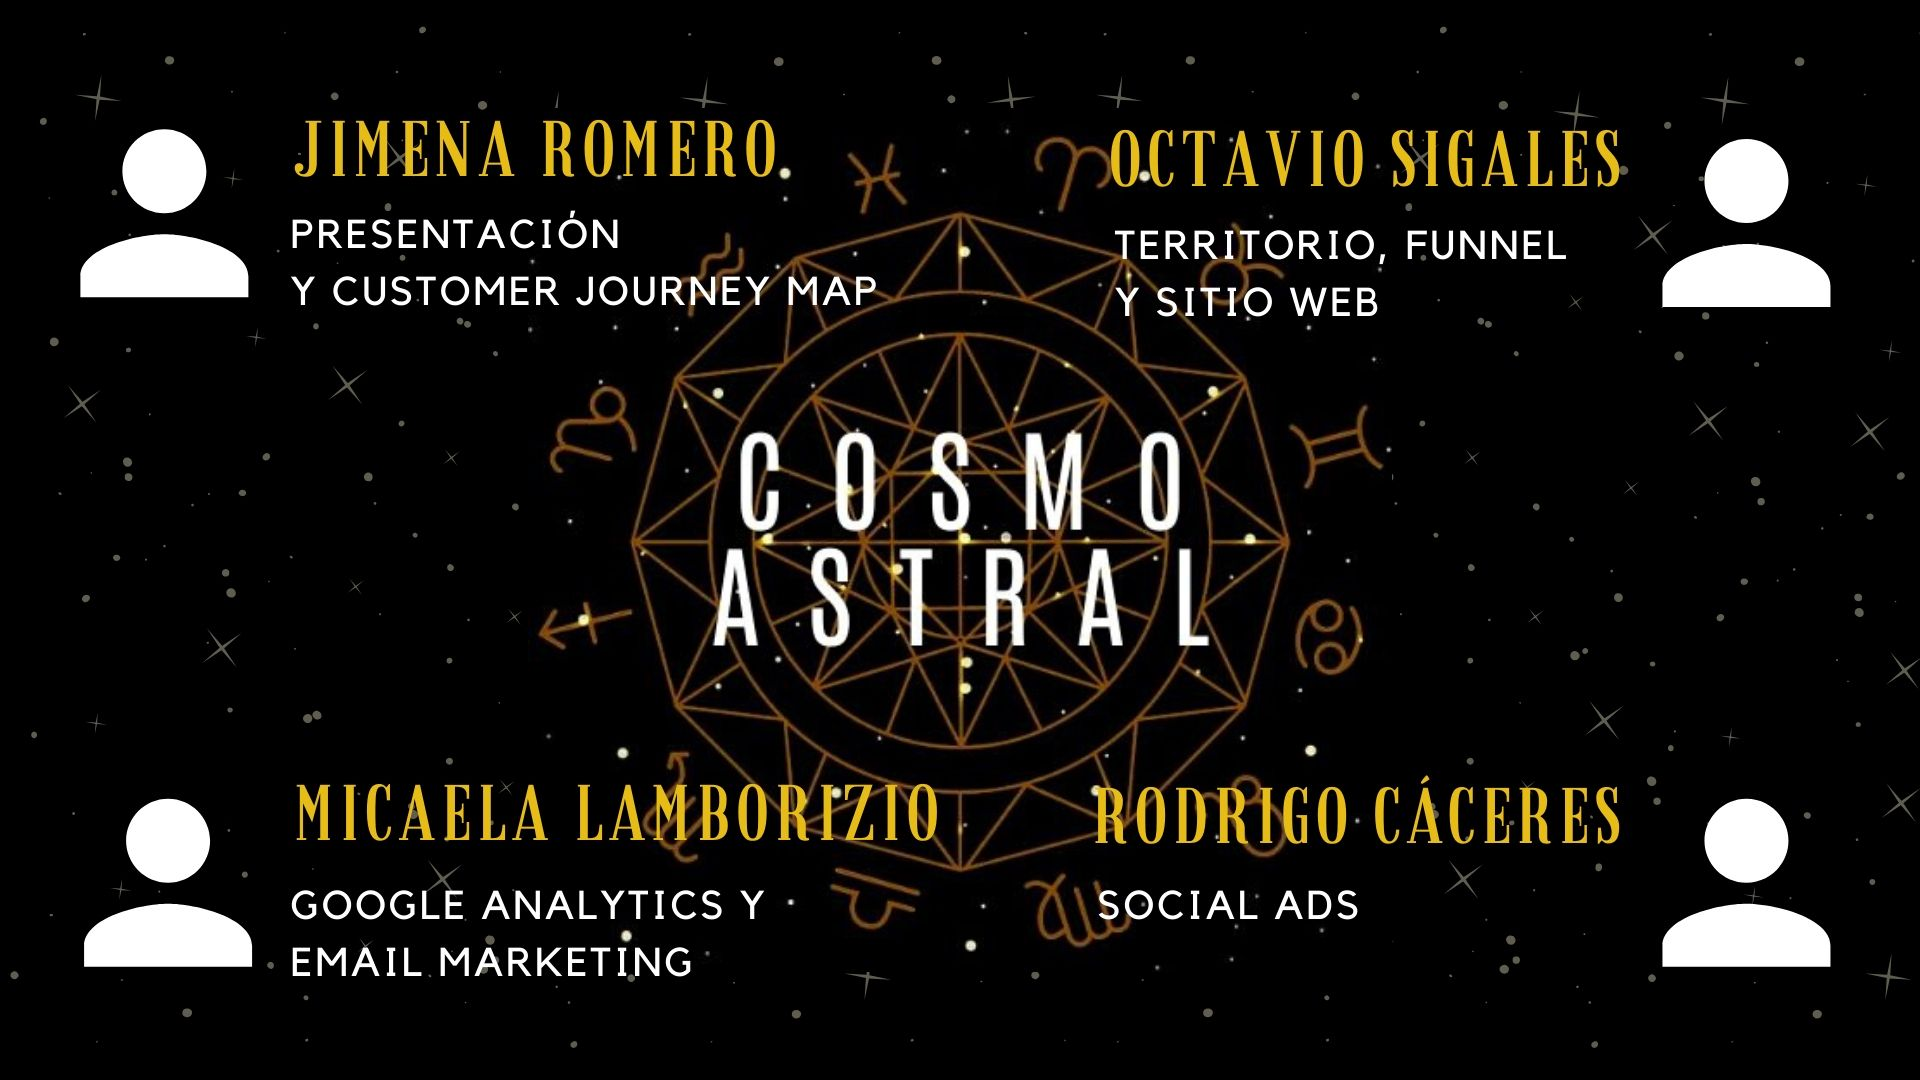 JIMENA ROMERO
PRESENTACIÓN
Y CUSTOMER JOURNEY MAP
OCTAVIO SIGALES
TERRITORIO, FUNNEL
Y SITIO WEB
COSMO
ASTRAL
MICAELA LAMBORIZIO
GOOGLE ANALYTICS Y
EMAIL MARKETING
RODRIGO CÁCERES
SOCIAL ADS